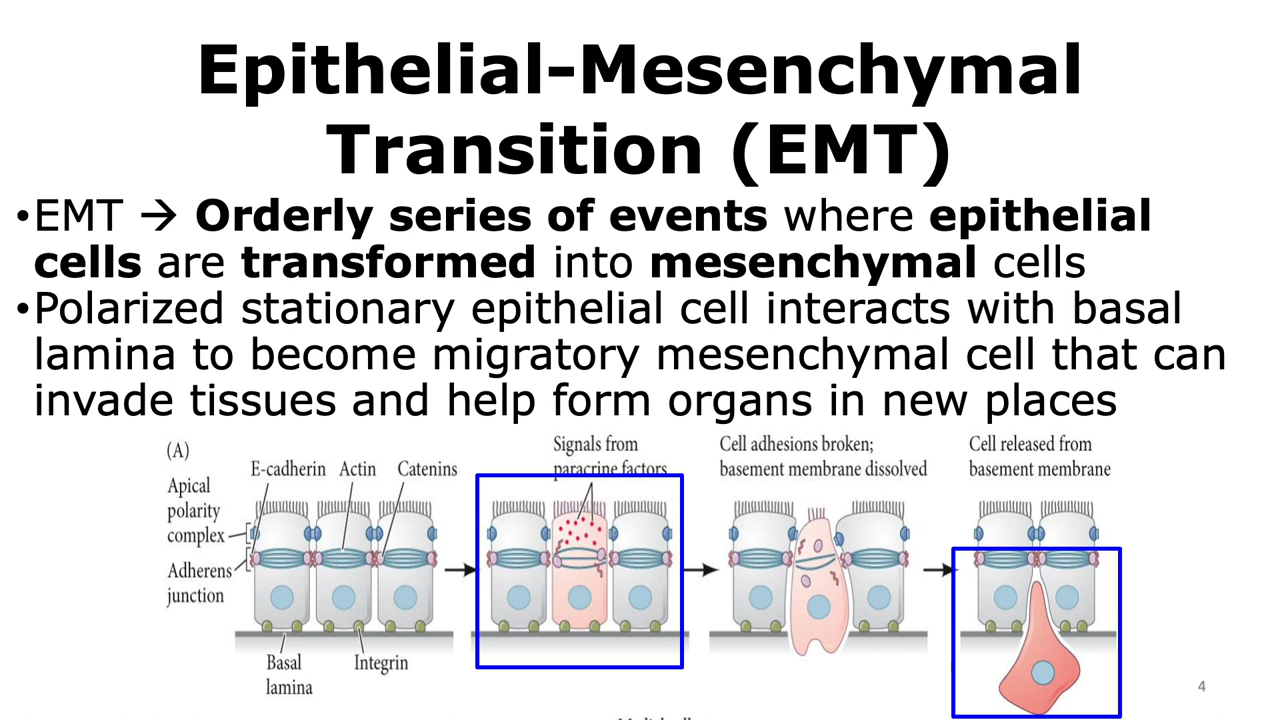 Epithelial-Mesenchymal
Transition (EMT)
•EMT → Orderly series of events where epithelial
cells are transformed into mesenchymal cells
•Polarized stationary epithelial cell interacts with basal
lamina to become migratory mesenchymal cell that can
invade tissues and help form organs in new places
(A)
E-cadherin Actin Catenins
Apical
polarity
complex
Adherens
junction
Basal
lamina
Integrin
Signals from
paracrine factors
Cell adhesions broken;
basement membrane dissolved
Cell released from
basement membrane
4